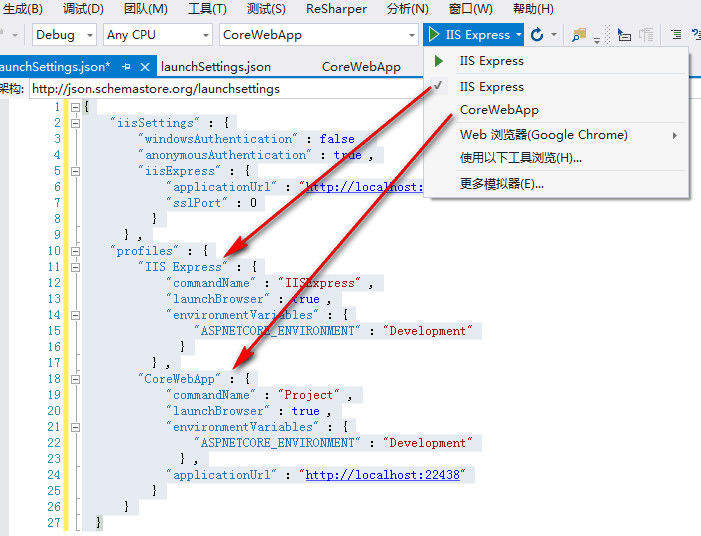 生成(B) 调试(D) 团队(M) 工具(T) 测试(S) ReSharper 分析(N) 窗口(W) 帮助(H)
Debug Any CPU CoreWebApp IIS Express
aunchSettings.json* launchSettings.json CoreWebApp
架构: http://json.schemastore.org/launchsettings
IIS Express
IIS Express
CoreWebApp
Web 浏览器(Google Chrome)
使用以下工具浏览(H)...
更多模拟器(E)...
1 {
2 "iisSettings" : {
3 "windowsAuthentication" : false
4 "anonymousAuthentication" : true ,
5 "iisExpress" : {
6 "applicationUrl" : "http://localhost:
7 "sslPort" : 0
8 }
9 } ,
10 "profiles" : {
11 "IIS Express" : {
12 "commandName" : "IISExpress" ,
13 "launchBrowser" : true ,
14 "environmentVariables" : {
15 "ASPNETCORE_ENVIRONMENT" : "Development"
16 }
17 } ,
18 "CoreWebApp" : {
19 "commandName" : "Project" ,
20 "launchBrowser" : true ,
21 "environmentVariables" : {
22 "ASPNETCORE_ENVIRONMENT" : "Development"
23 } ,
24 "applicationUrl" : "http://localhost:22438"
25 }
26 }
27 }